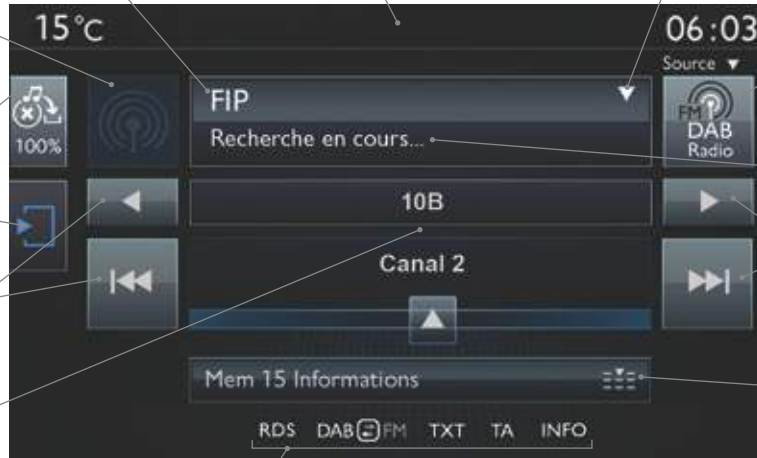 15°C
06:03
Source
100%
FIP
Recherche en cours...
FM
DAB
Radio
10B
Canal 2
Mem 15 Informations
RDS DAB FM TXT TA INFO